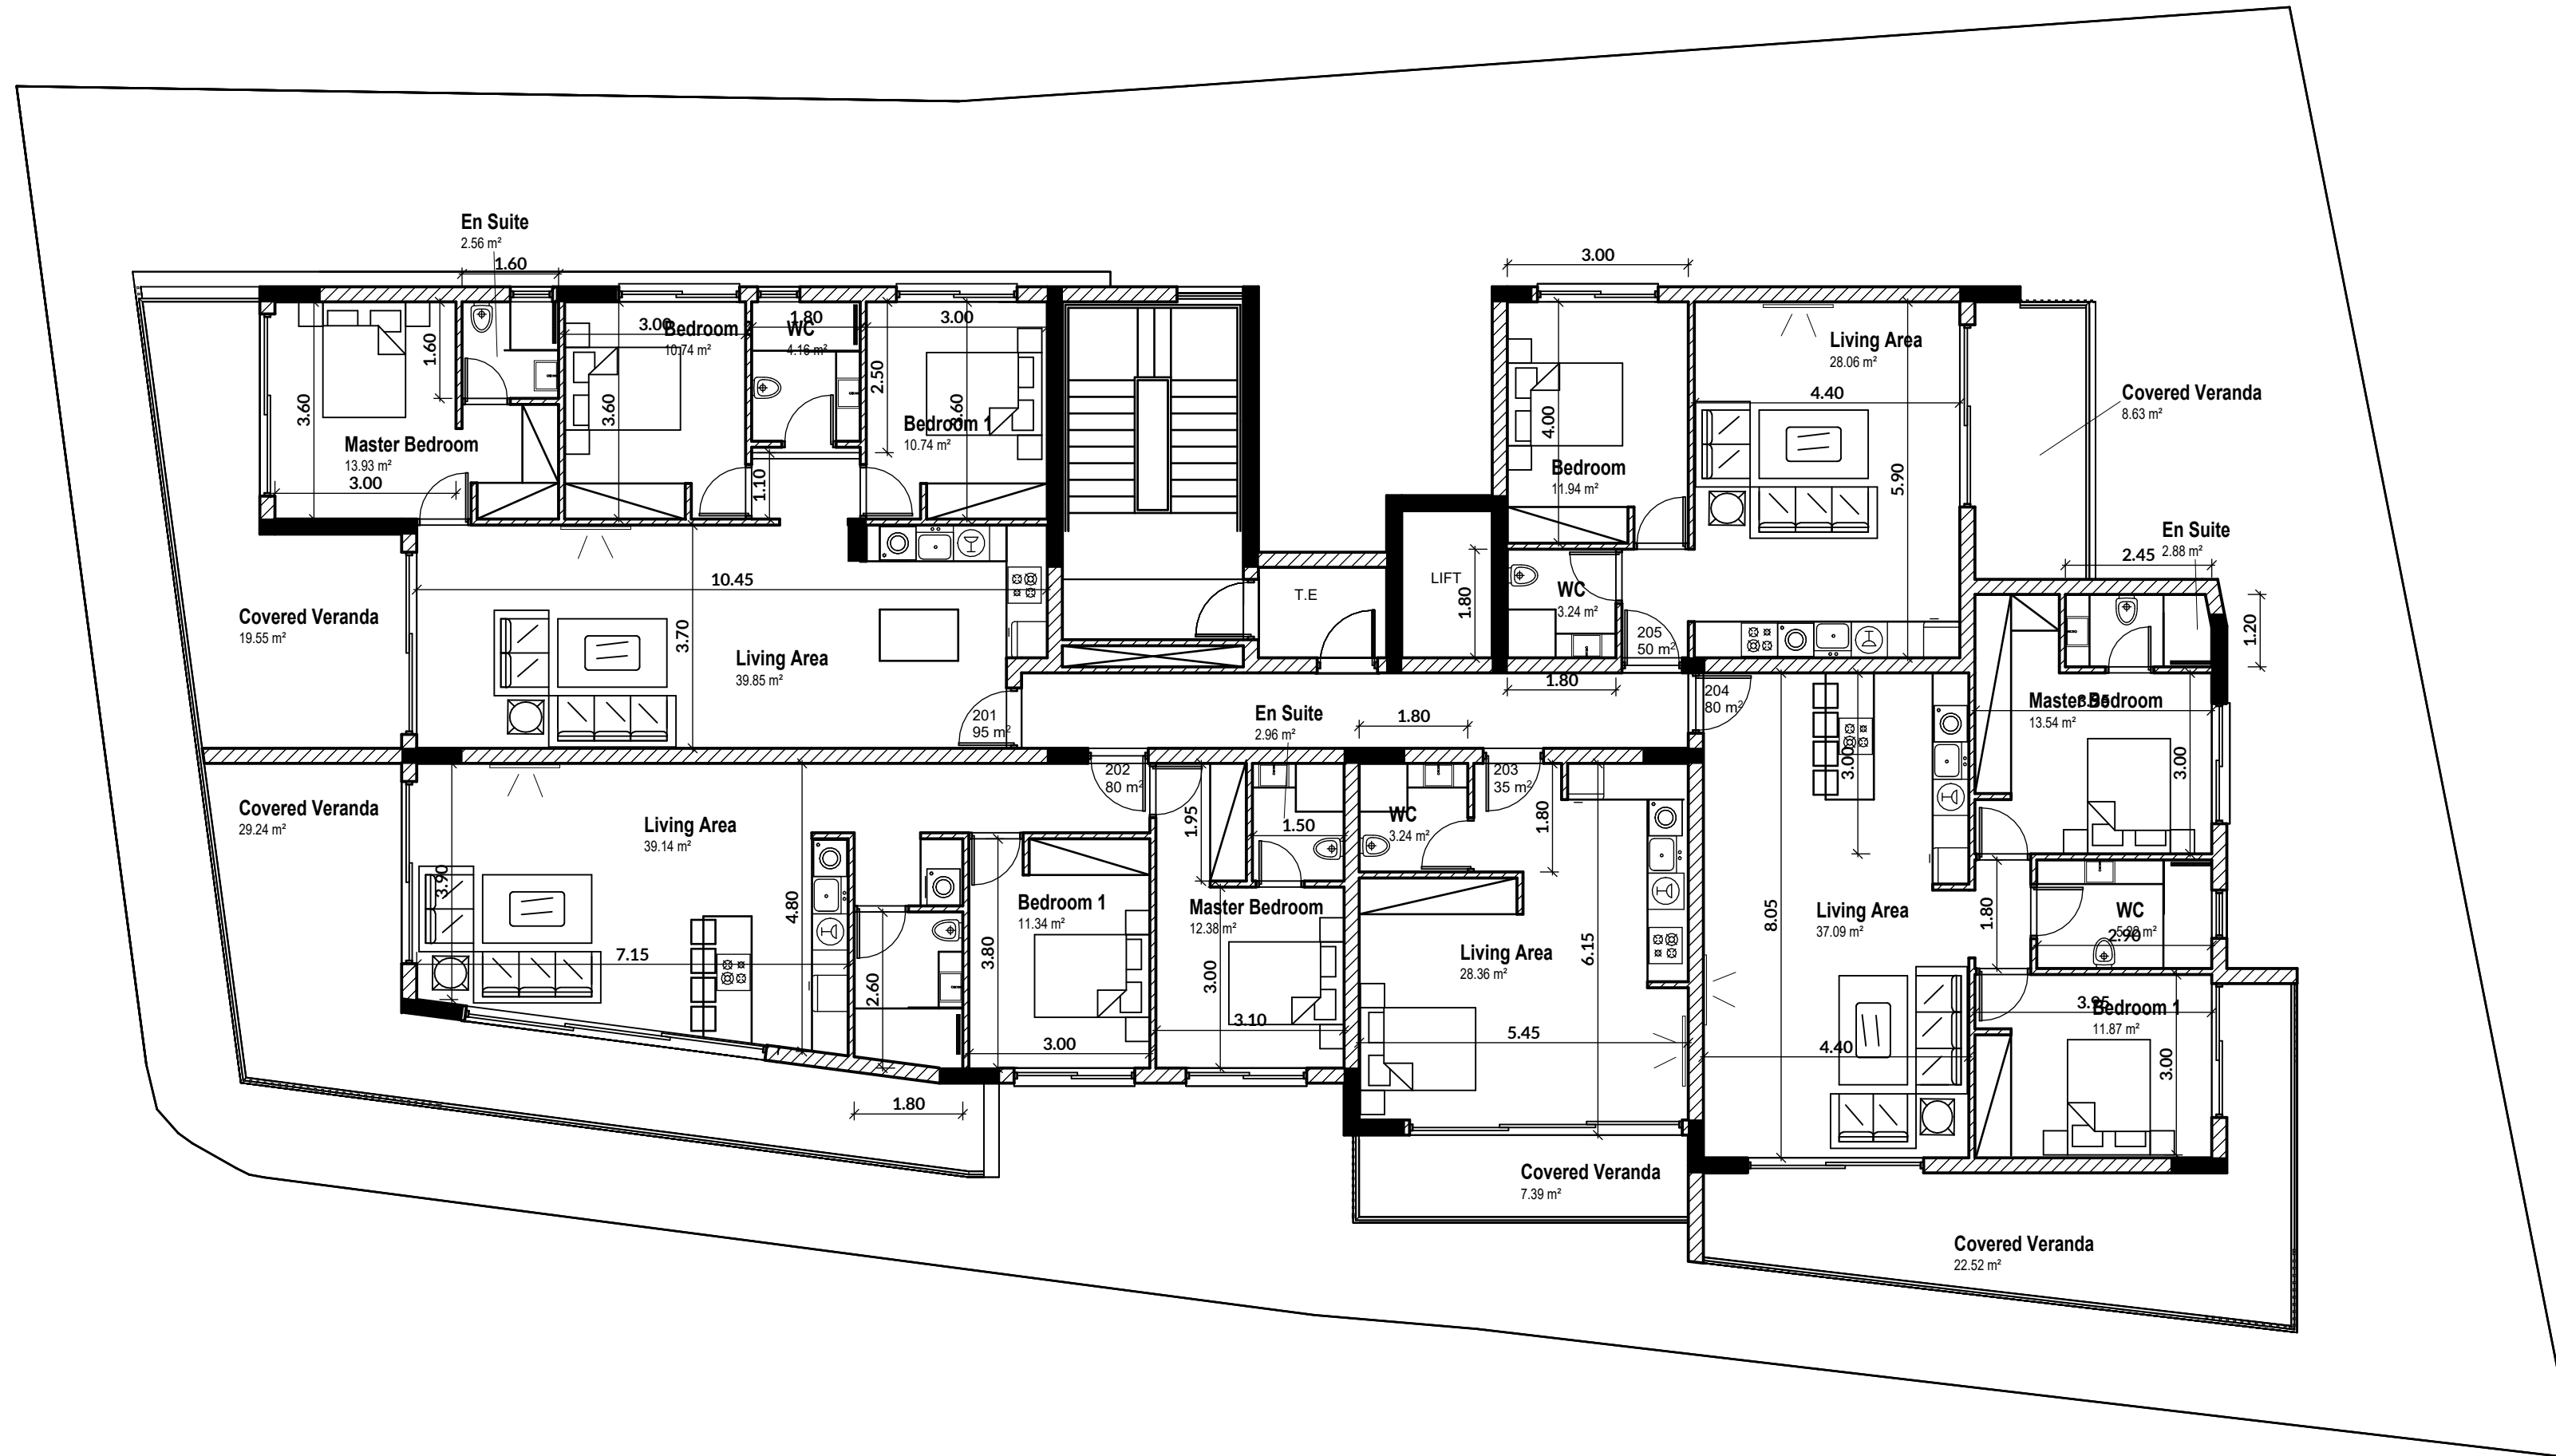 En Suite
2.56 m²
1.60
3.00
3.00
Bedroom
10.74 m²
1.80
WC
4.16 m²
3.00
1.60
2.50
3.60
3.60
3.60
Bedroom 1
10.74 m²
Master Bedroom
13.93 m²
3.00
1.10
4.00
Bedroom
11.94 m²
Living Area
28.06 m²
4.40
5.90
Covered Veranda
8.63 m²
En Suite
2.88 m²
2.45
1.20
10.45
3.70
Covered Veranda
19.55 m²
Living Area
39.85 m²
T.E
LIFT
1.80
WC
3.24 m²
205
50 m²
1.80
201
95 m²
En Suite
2.96 m²
1.80
204
80 m²
Master Bedroom
13.54 m²
3.00
3.00
Covered Veranda
29.24 m²
Living Area
39.14 m²
3.90
4.80
7.15
202
80 m²
1.95
1.50
203
35 m²
WC
3.24 m²
1.80
Bedroom 1
11.34 m²
3.80
2.60
3.00
1.80
Master Bedroom
12.38 m²
3.00
3.10
Living Area
28.36 m²
6.15
5.45
8.05
Living Area
37.09 m²
4.40
1.80
WC
2.90
3.95
Bedroom 1
11.87 m²
3.00
Covered Veranda
7.39 m²
Covered Veranda
22.52 m²